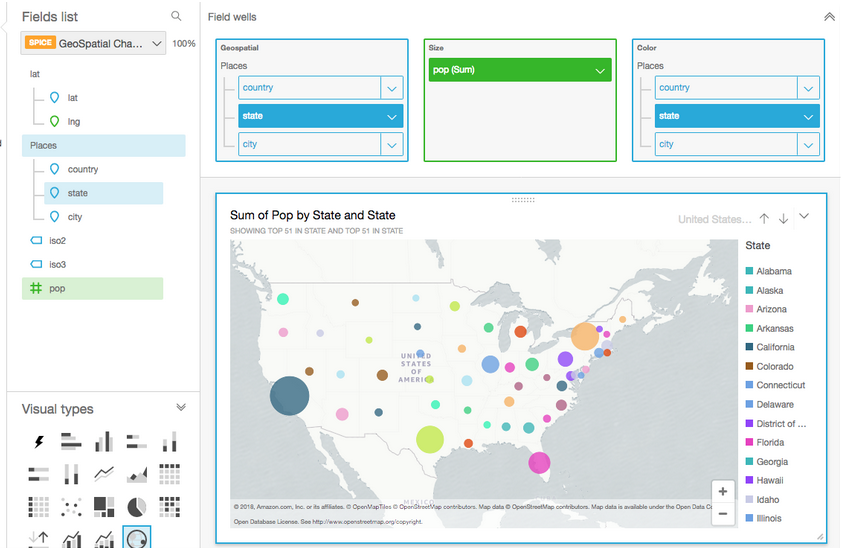 Fields list
SPICE GeoSpatial Cha... 100%
lat
lat
lng
Places
country
state
city
iso2
iso3
pop
Visual types
Field wells
Geospatial
Places
country
state
city
Size
pop (Sum)
Color
Places
country
state
city
Sum of Pop by State and State
SHOWING TOP 51 IN STATE AND TOP 51 IN STATE
United States...
UNITED
STATES
OF
AMERICA
MEXICO
+
−
© 2018, Amazon.com, Inc. or its affiliates. © OpenMapTiles © OpenStreetMap contributors. Map data © OpenStreetMap contributors. Map data is available under the Open Data Co
Open Database License. See http://www.openstreetmap.org/copyright.
State
Alabama
Alaska
Arizona
Arkansas
California
Colorado
Connecticut
Delaware
District of ...
Florida
Georgia
Hawaii
Idaho
Illinois